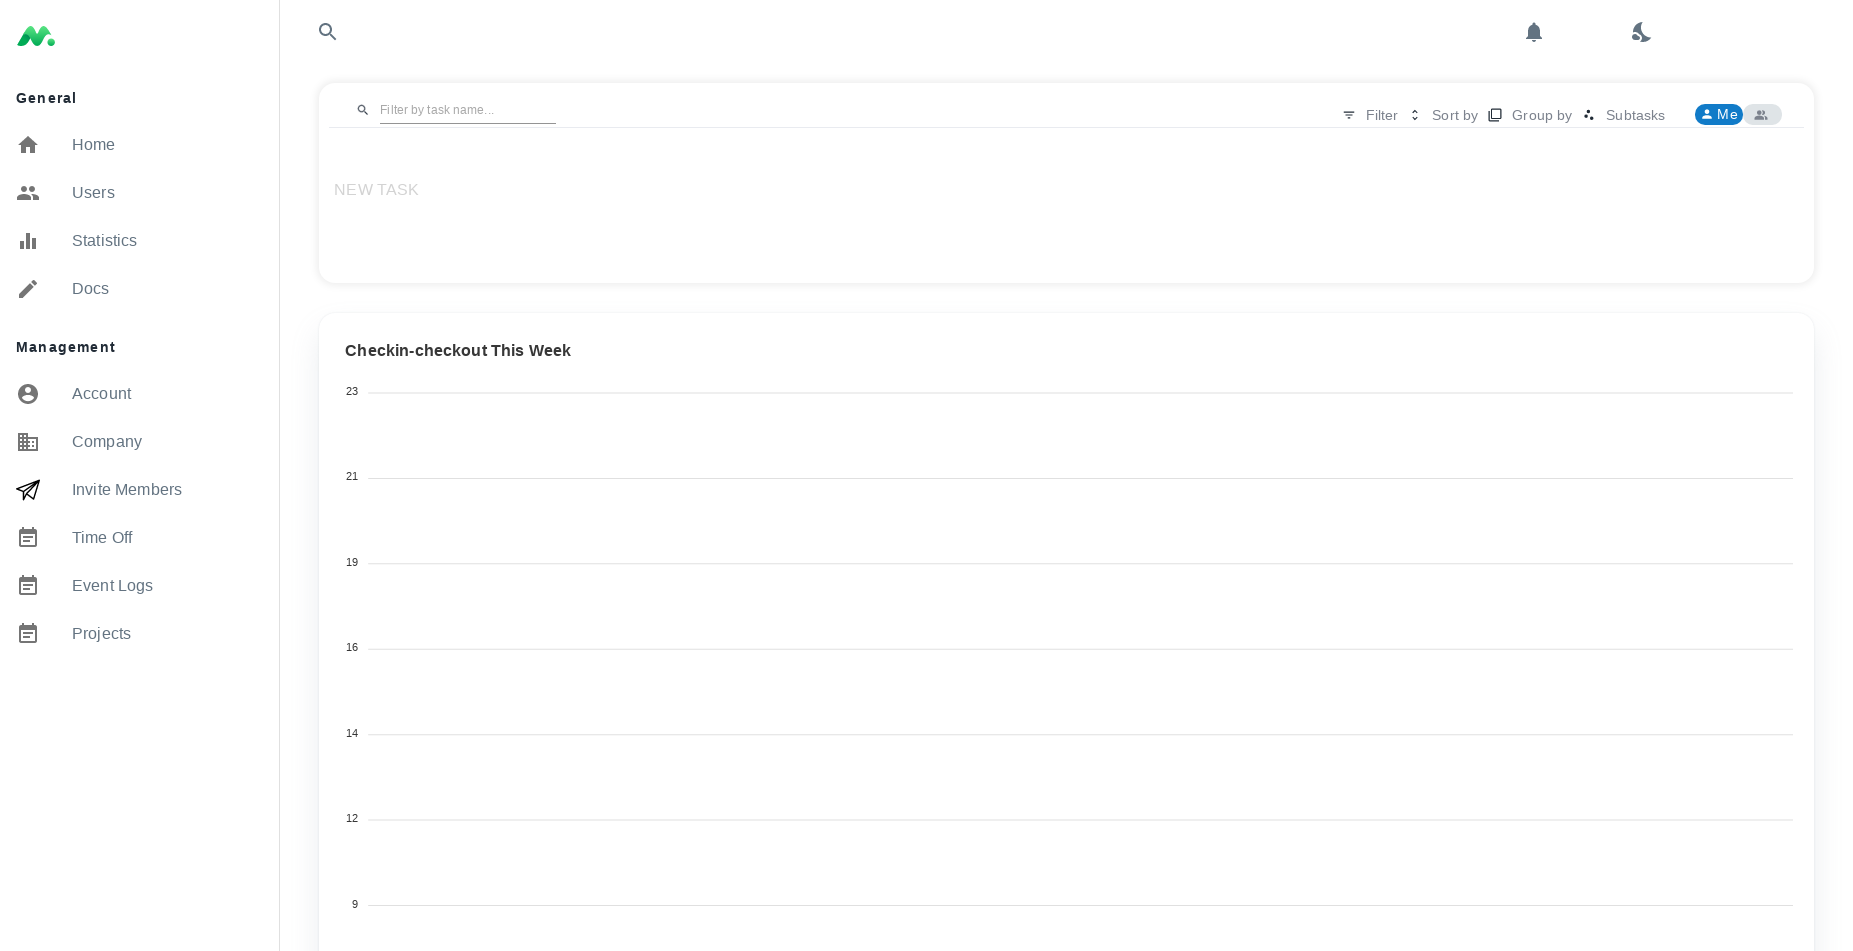 General
Home
Users
Statistics
Docs
Management
Account
Company
Invite Members
Time Off
Event Logs
Projects
Filter by task name...
Filter
Sort by
Group by
Subtasks
Me
NEW TASK
Checkin-checkout This Week
23
21
19
16
14
12
9